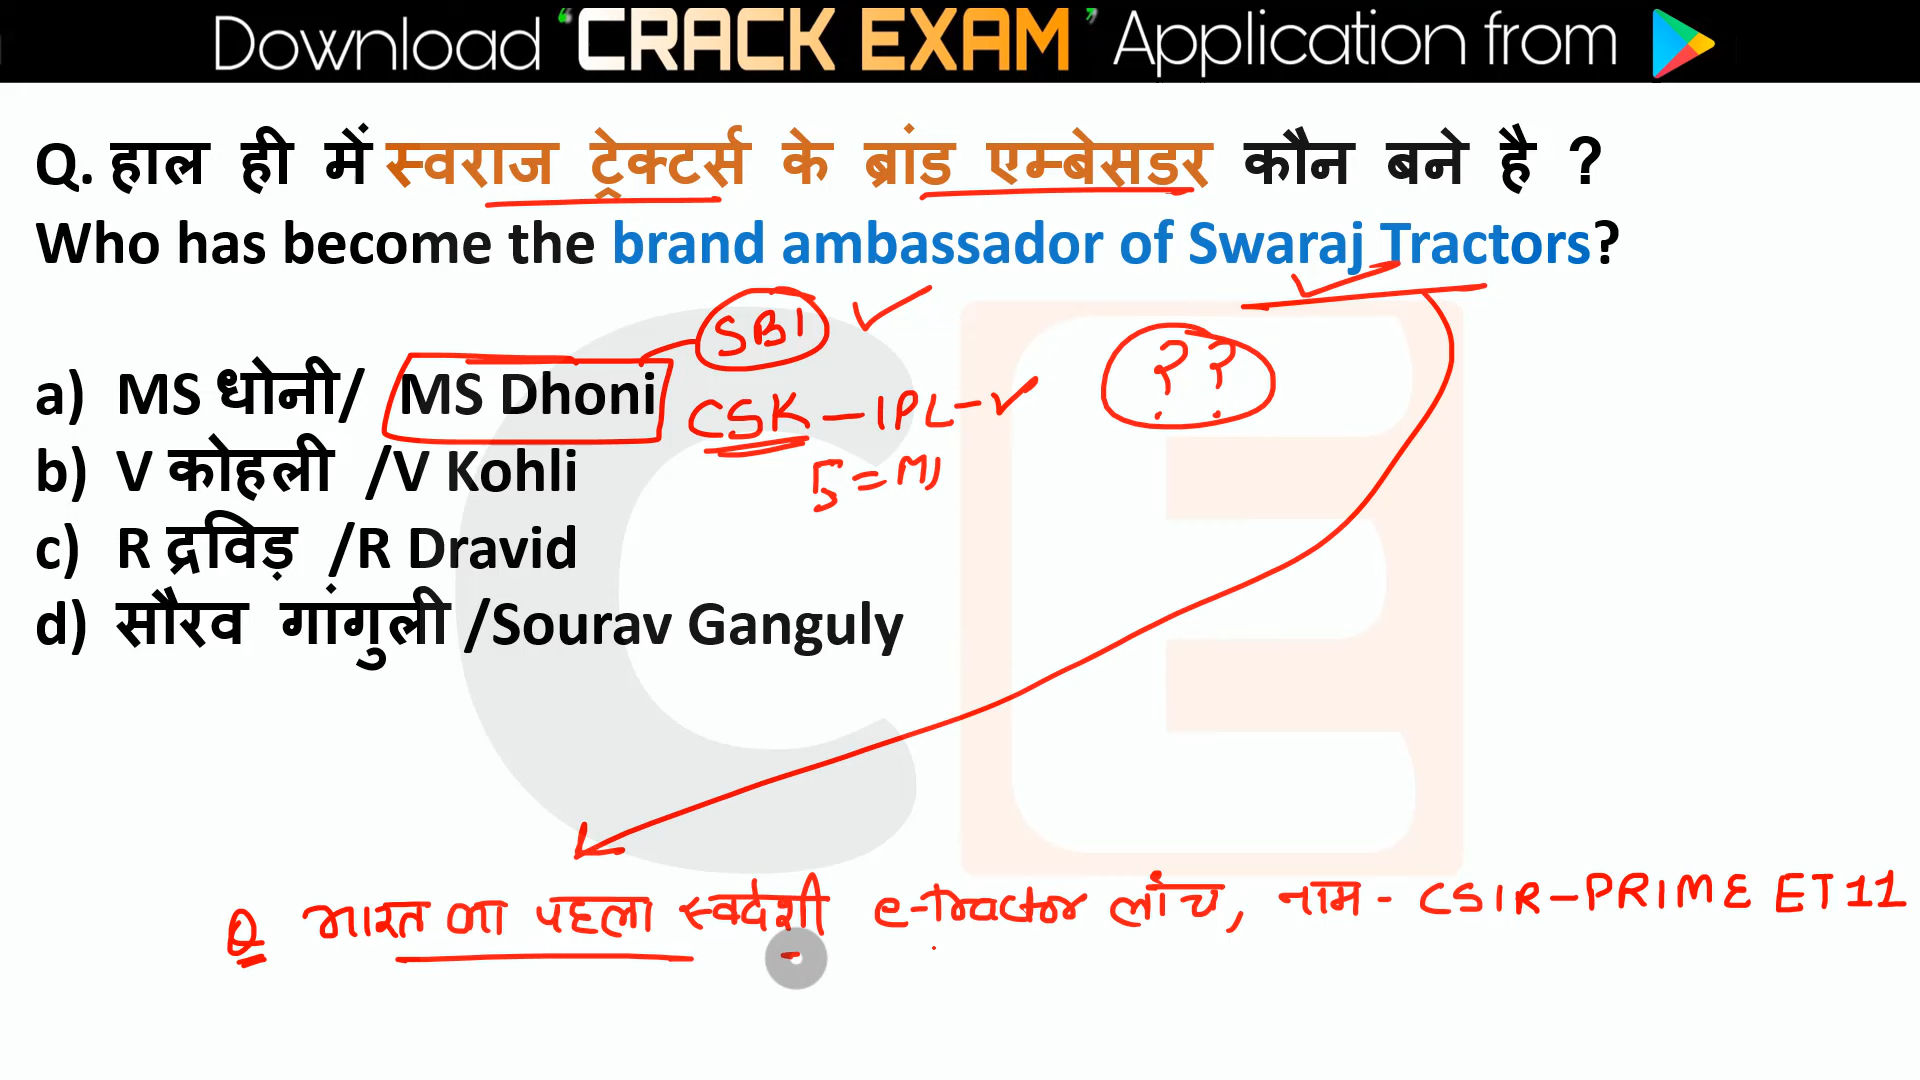 Download ‘CRACK EXAM’ Application from
Q. हाल ही में स्वराज ट्रेक्टर्स के ब्रांड एम्बेसडर कौन बने है ?
Who has become the brand ambassador of Swaraj Tractors?
SBI
??
a) MS धोनी/ MS Dhoni
CSK – IPL –
b) V कोहली /V Kohli
5 = MI
c) R द्रविड़ /R Dravid
d) सौरव गांगुली /Sourav Ganguly
Q भारत का पहला स्वदेशी e-Tractor लॉंच, नाम - CSIR-PRIME ET11